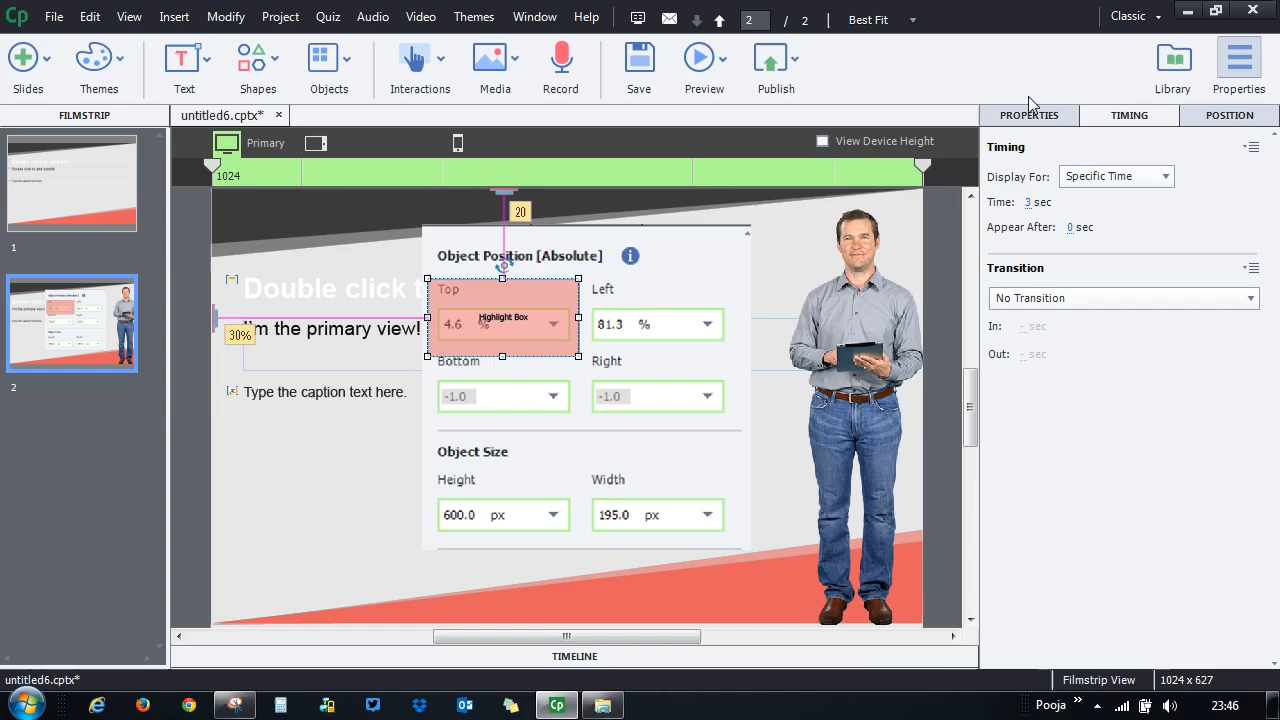 Cp File Edit View Insert Modify Project Quiz Audio Video Themes Window Help 2 / 2 Best Fit Classic
Slides Themes Text Shapes Objects Interactions Media Record Save Preview Publish Library Properties
FILMSTRIP untitled6.cptx* × PROPERTIES TIMING POSITION
Primary View Device Height
1024
Timing
Display For: Specific Time
Time: 3 sec
Appear After: 0 sec
Transition
No Transition
In: - sec
Out: - sec
1
2
20
Object Position [Absolute] i
Double click t
Top Left
4.6 % Highlight Box 81.3 %
30% I'm the primary view!
Bottom Right
-1.0 -1.0
Type the caption text here.
Object Size
Height Width
600.0 px 195.0 px
TIMELINE
untitled6.cptx* Filmstrip View 1024 x 627
Pooja 23:46